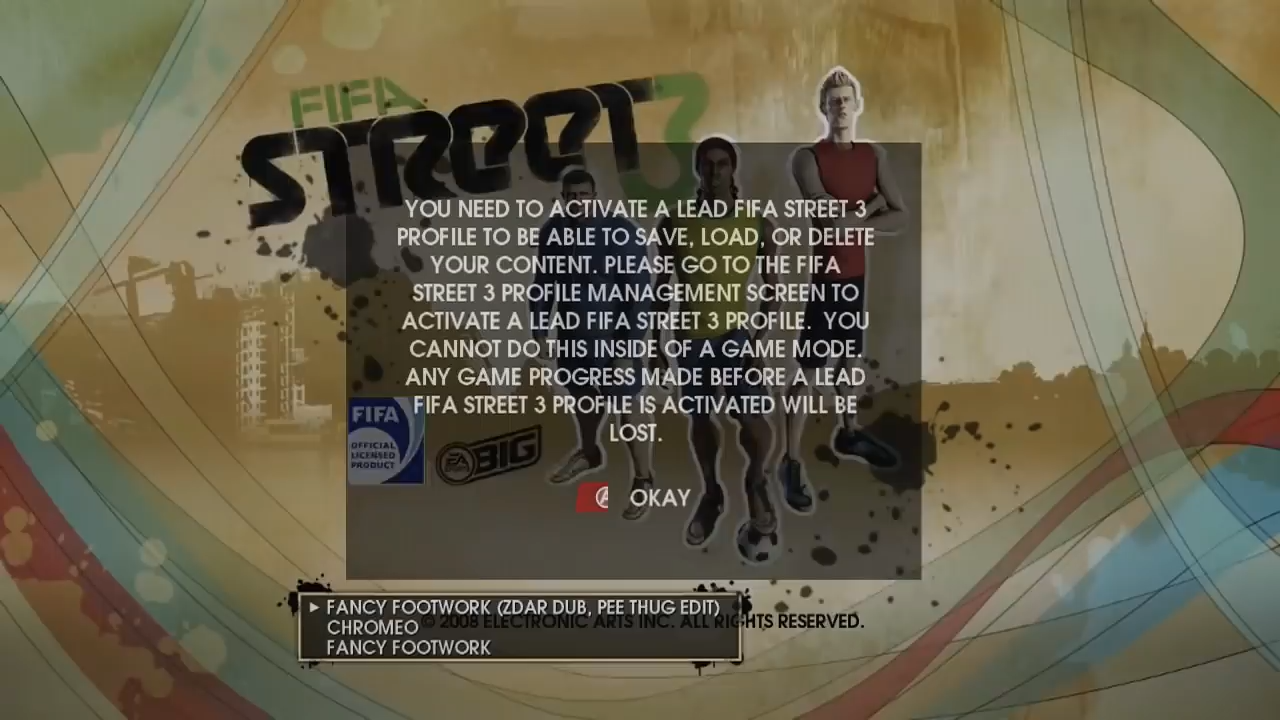 FIFA
STREET 3
YOU NEED TO ACTIVATE A LEAD FIFA STREET 3
PROFILE TO BE ABLE TO SAVE, LOAD, OR DELETE
YOUR CONTENT. PLEASE GO TO THE FIFA
STREET 3 PROFILE MANAGEMENT SCREEN TO
ACTIVATE A LEAD FIFA STREET 3 PROFILE.  YOU
CANNOT DO THIS INSIDE OF A GAME MODE.
ANY GAME PROGRESS MADE BEFORE A LEAD
FIFA STREET 3 PROFILE IS ACTIVATED WILL BE
LOST.
FIFA
OFFICIAL
LICENSED
PRODUCT
EA BIG
A OKAY
FANCY FOOTWORK (ZDAR DUB, PEE THUG EDIT)
© 2008 ELECTRONIC ARTS INC. ALL RIGHTS RESERVED.
CHROMEO
FANCY FOOTWORK